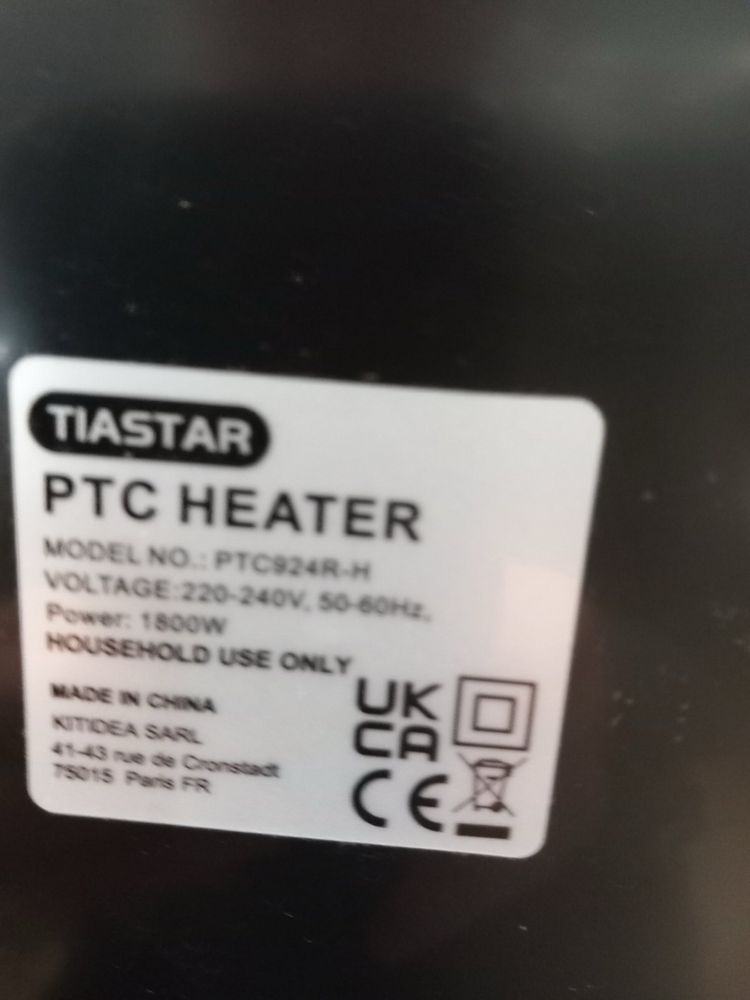 TIASTAR
PTC HEATER
MODEL NO.: PTC924R-H
VOLTAGE:220-240V, 50-60Hz,
Power: 1800W
HOUSEHOLD USE ONLY
MADE IN CHINA
KITIDEA SARL
41-43 rue de Cronstadt
75015 Paris FR
UK
CA
CE